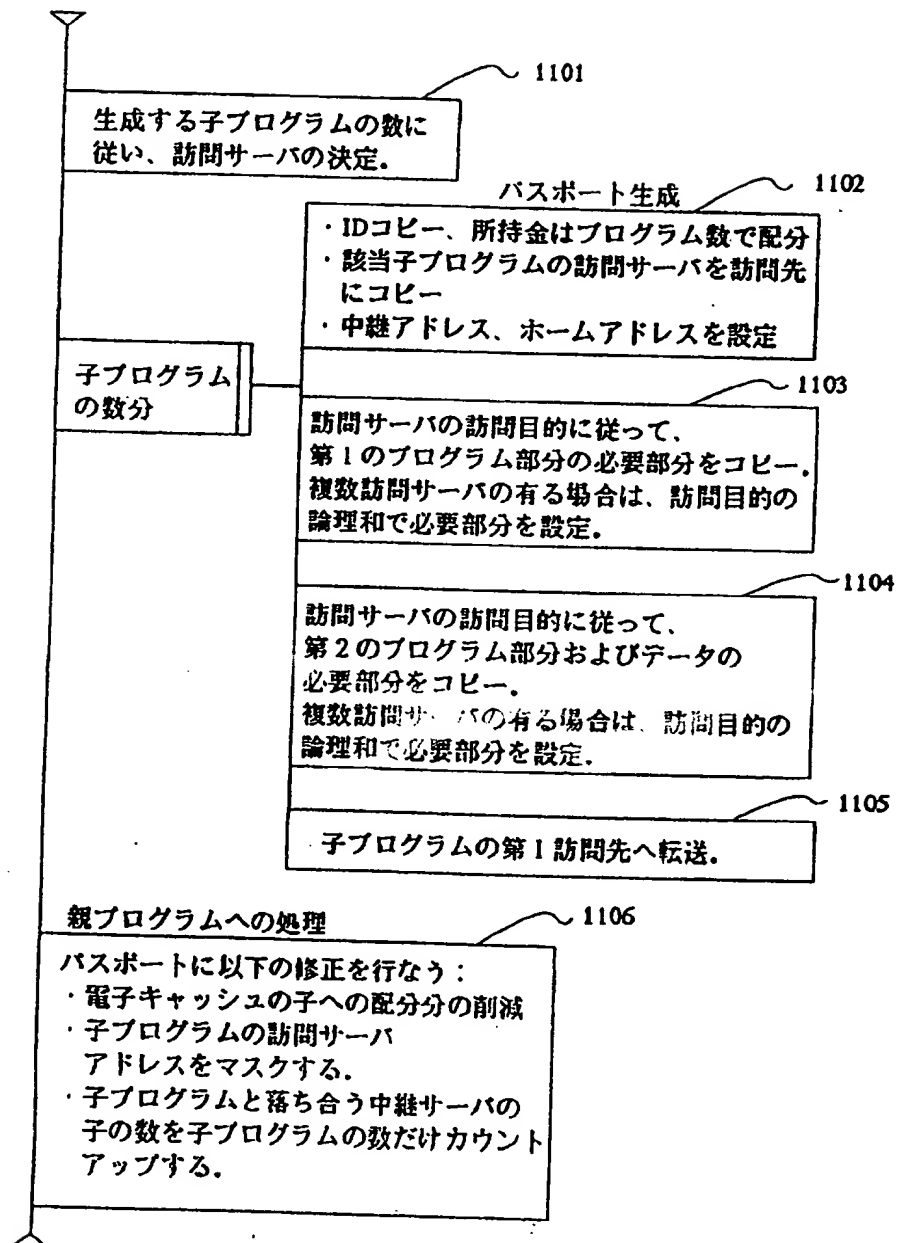 1101
生成する子プログラムの数に
従い、訪問サーバの決定.
パスポート生成
1102
・IDコピー、所持金はプログラム数で配分
・該当子プログラムの訪問サーバを訪問先
にコピー
・中継アドレス、ホームアドレスを設定
子プログラム
の数分
1103
訪問サーバの訪問目的に従って、
第1のプログラム部分の必要部分をコピー.
複数訪問サーバの有る場合は、訪問目的の
論理和で必要部分を設定.
1104
訪問サーバの訪問目的に従って、
第2のプログラム部分およびデータの
必要部分をコピー.
複数訪問サーバの有る場合は、訪問目的の
論理和で必要部分を設定.
1105
子プログラムの第1訪問先へ転送.
親プログラムへの処理
1106
パスポートに以下の修正を行なう：
・電子キャッシュの子への配分分の削減
・子プログラムの訪問サーバ
アドレスをマスクする.
・子プログラムと落ち合う中継サーバの
子の数を子プログラムの数だけカウント
アップする.